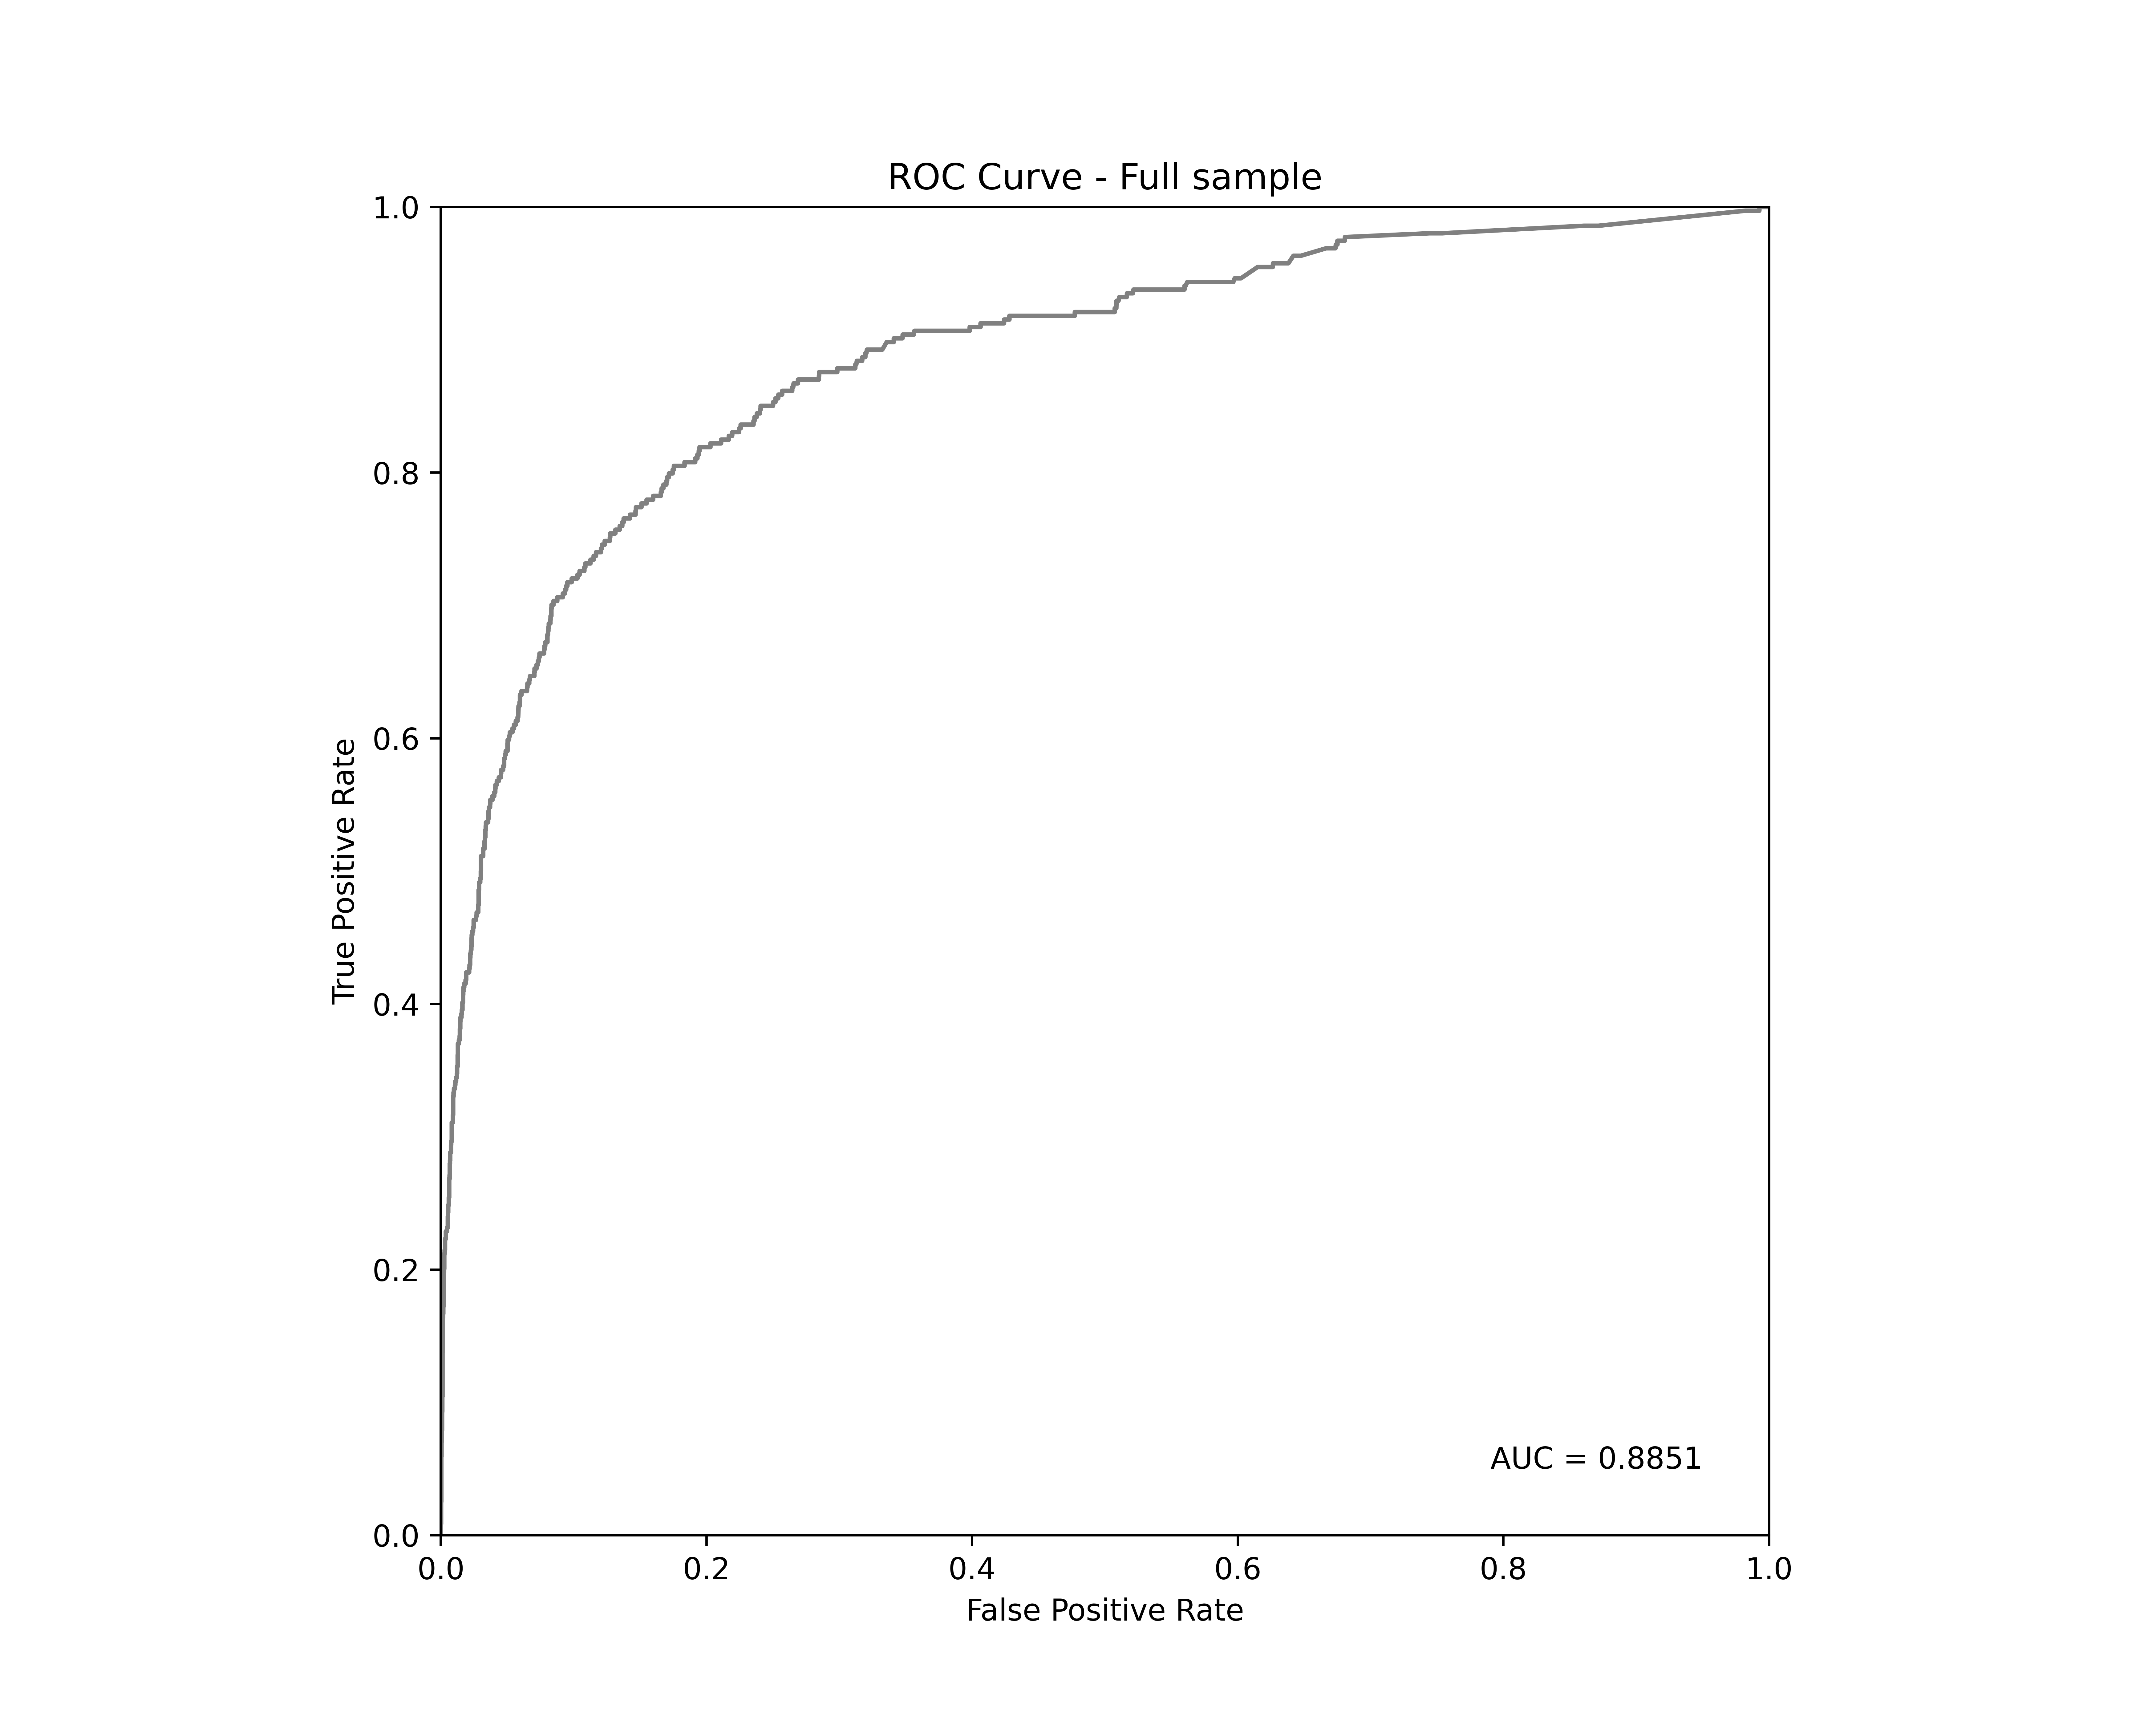 ROC Curve - Full sample
1.0
0.8
0.6
0.4
0.2
0.0
True Positive Rate
AUC = 0.8851
0.0 0.2 0.4 0.6 0.8 1.0
False Positive Rate